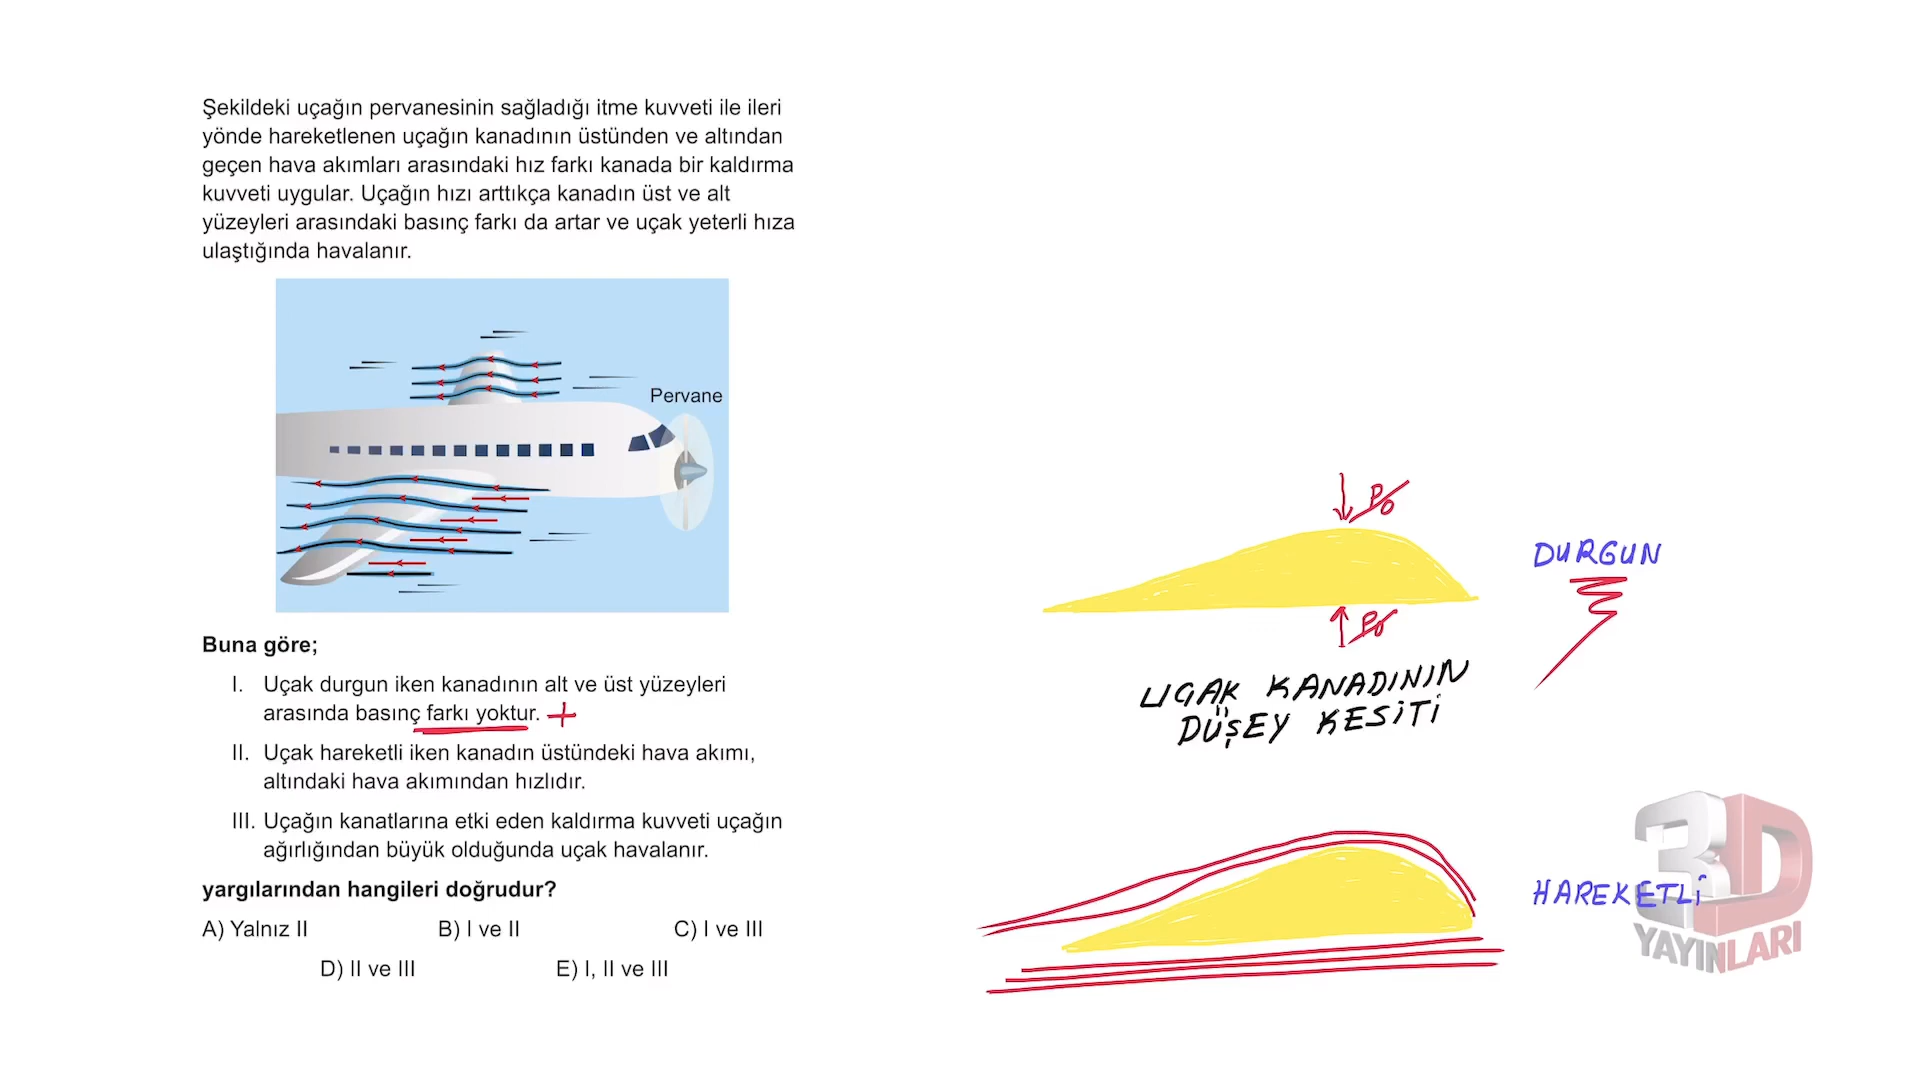 Şekildeki uçağın pervanesinin sağladığı itme kuvveti ile ileri
yönde hareketlenen uçağın kanadının üstünden ve altından
geçen hava akımları arasındaki hız farkı kanada bir kaldırma
kuvveti uygular. Uçağın hızı arttıkça kanadın üst ve alt
yüzeyleri arasındaki basınç farkı da artar ve uçak yeterli hıza
ulaştığında havalanır.
Pervane
Buna göre;
I. Uçak durgun iken kanadının alt ve üst yüzeyleri
arasında basınç farkı yoktur. +
II. Uçak hareketli iken kanadın üstündeki hava akımı,
altındaki hava akımından hızlıdır.
III. Uçağın kanatlarına etki eden kaldırma kuvveti uçağın
ağırlığından büyük olduğunda uçak havalanır.
yargılarından hangileri doğrudur?
A) Yalnız II B) I ve II C) I ve III
D) II ve III E) I, II ve III
P0
DURGUN
P0
UÇAK KANADININ
DÜŞEY KESİTİ
HAREKETLİ
3D
YAYINLARI